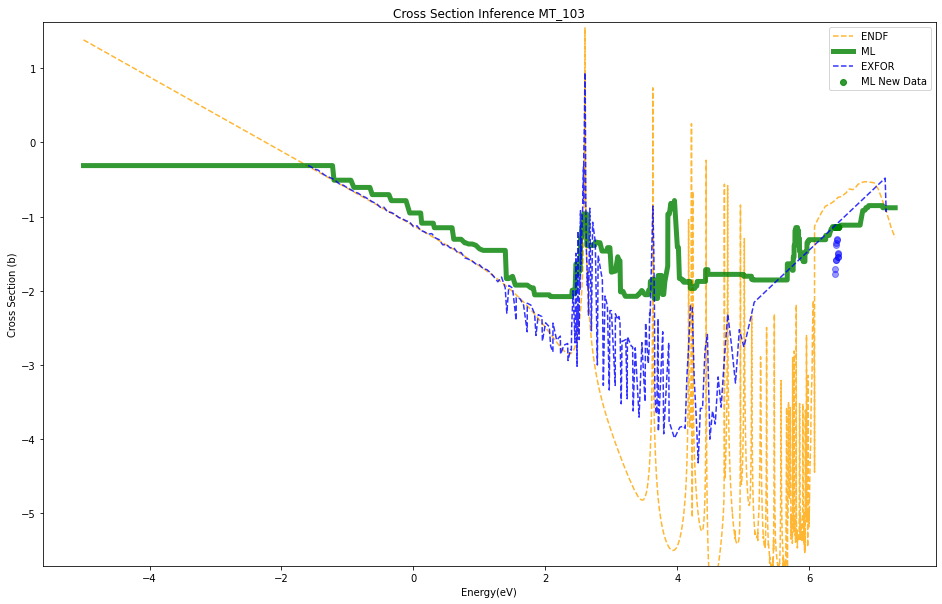 Cross Section Inference MT_103
ENDF
ML
EXFOR
ML New Data
Cross Section (b)
1
0
−1
−2
−3
−4
−5
−4
−2
0
2
4
6
Energy(eV)